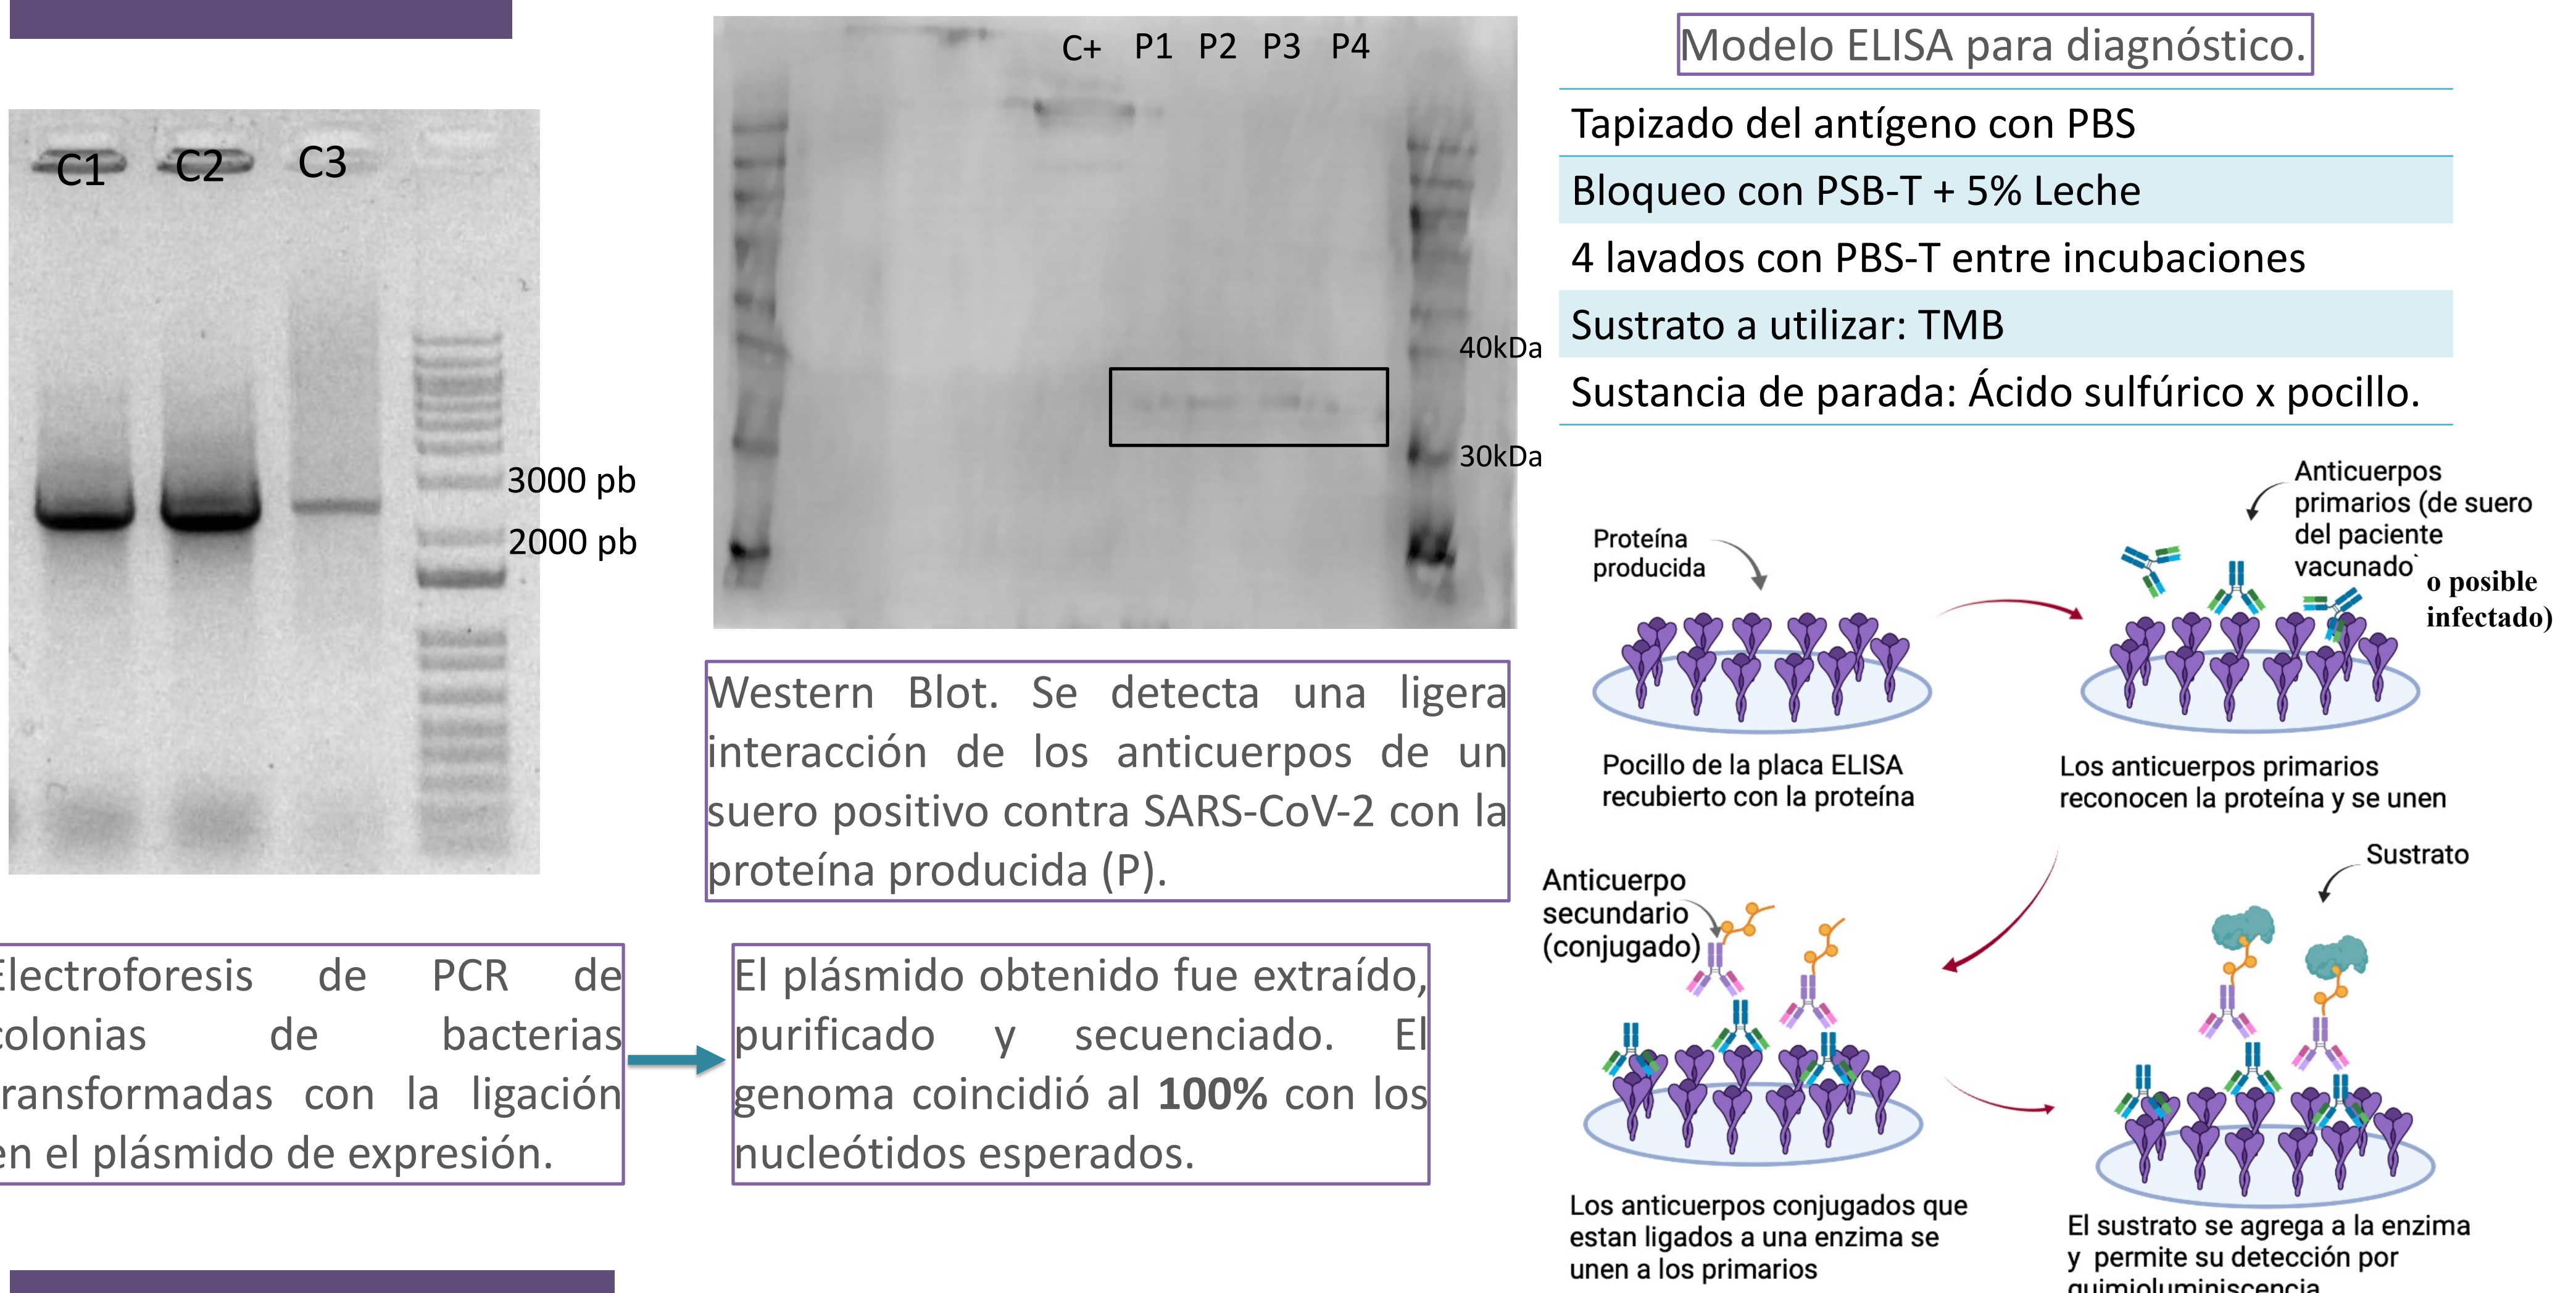 C1 C2 C3
3000 pb
2000 pb
Electroforesis de PCR de
colonias de bacterias
transformadas con la ligación
en el plásmido de expresión.
C+ P1 P2 P3 P4
40kDa
30kDa
Western Blot. Se detecta una ligera
interacción de los anticuerpos de un
suero positivo contra SARS-CoV-2 con la
proteína producida (P).
El plásmido obtenido fue extraído,
purificado y secuenciado. El
genoma coincidió al 100% con los
nucleótidos esperados.
Modelo ELISA para diagnóstico.
Tapizado del antígeno con PBS
Bloqueo con PSB-T + 5% Leche
4 lavados con PBS-T entre incubaciones
Sustrato a utilizar: TMB
Sustancia de parada: Ácido sulfúrico x pocillo.
Proteína
producida
Pocillo de la placa ELISA
recubierto con la proteína
Anticuerpos
primarios (de suero
del paciente
vacunado
o posible
infectado)
Los anticuerpos primarios
reconocen la proteína y se unen
Anticuerpo
secundario
(conjugado)
Los anticuerpos conjugados que
estan ligados a una enzima se
unen a los primarios
Sustrato
El sustrato se agrega a la enzima
y permite su detección por
quimioluminiscencia